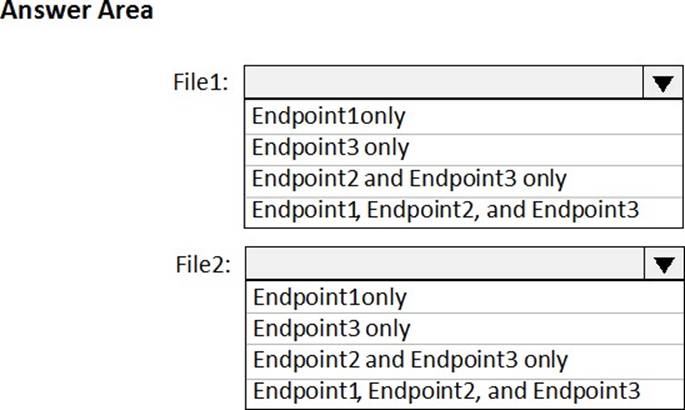 Answer Area
File1:
Endpoint1only
Endpoint3 only
Endpoint2 and Endpoint3 only
Endpoint1, Endpoint2, and Endpoint3
File2:
Endpoint1only
Endpoint3 only
Endpoint2 and Endpoint3 only
Endpoint1, Endpoint2, and Endpoint3